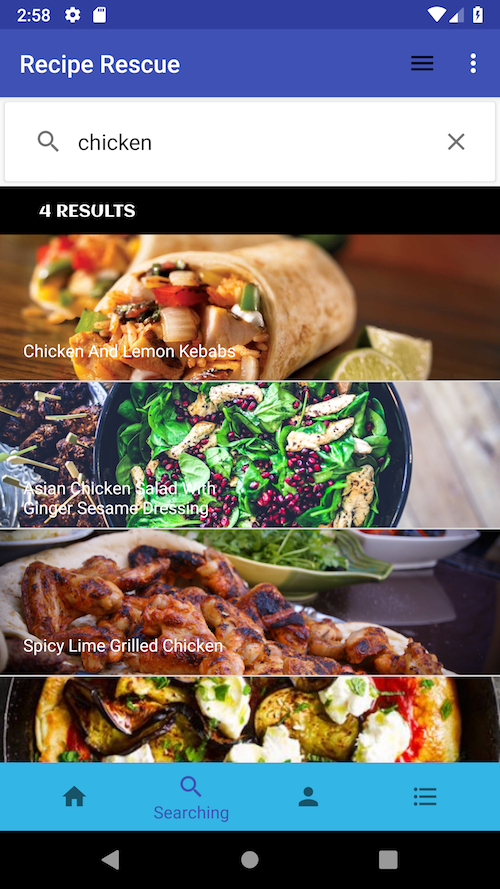 2:58
Recipe Rescue
chicken
4 RESULTS
Chicken And Lemon Kebabs
Asian Chicken Salad With
Ginger Sesame Dressing
Spicy Lime Grilled Chicken
Searching